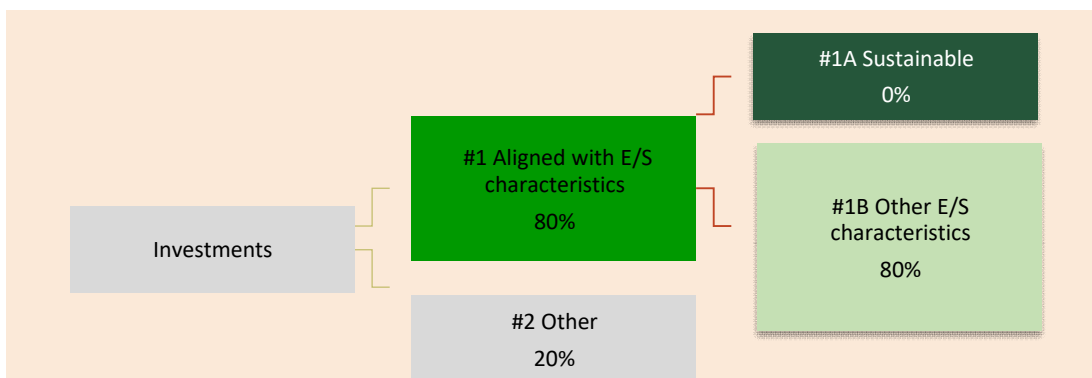 Investments
#1 Aligned with E/S
characteristics
80%
#2 Other
20%
#1A Sustainable
0%
#1B Other E/S
characteristics
80%